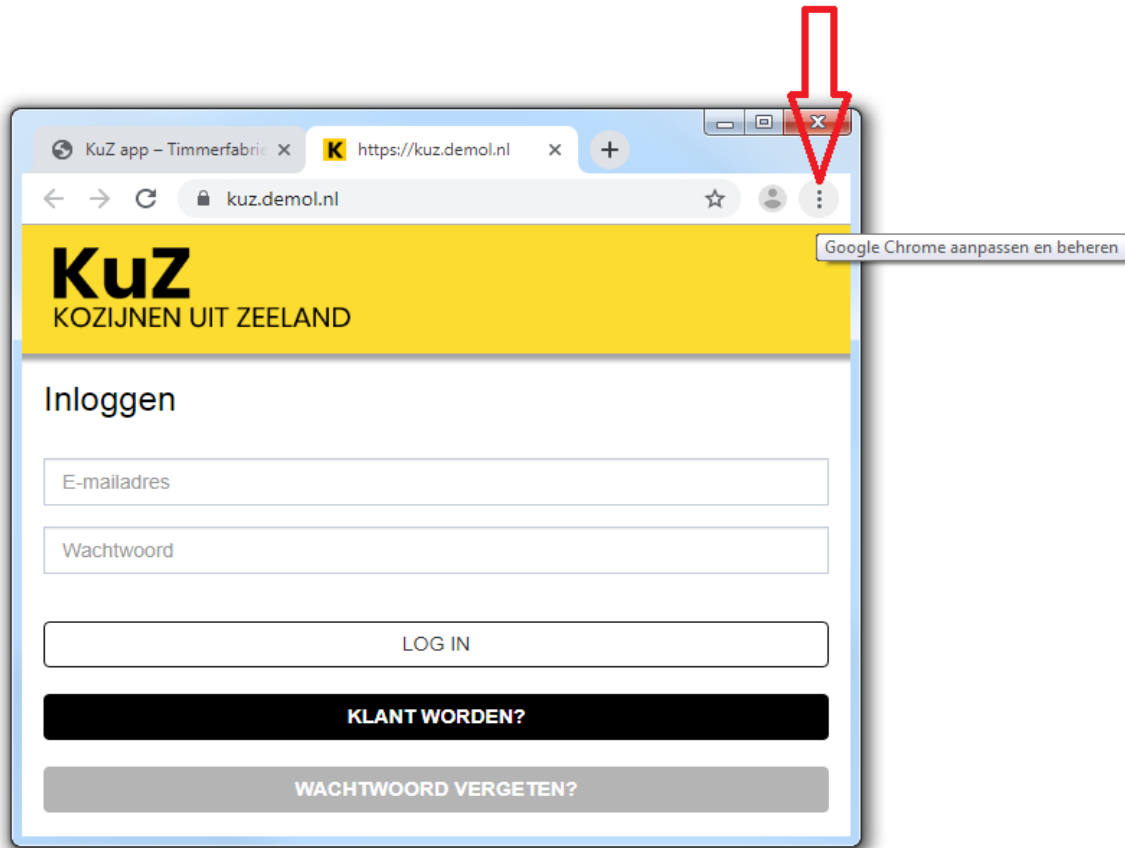 KuZ app – Timmerfabrie
K https://kuz.demol.nl
kuz.demol.nl
Google Chrome aanpassen en beheren
KuZ
KOZIJNEN UIT ZEELAND
Inloggen
E-mailadres
Wachtwoord
LOG IN
KLANT WORDEN?
WACHTWOORD VERGETEN?